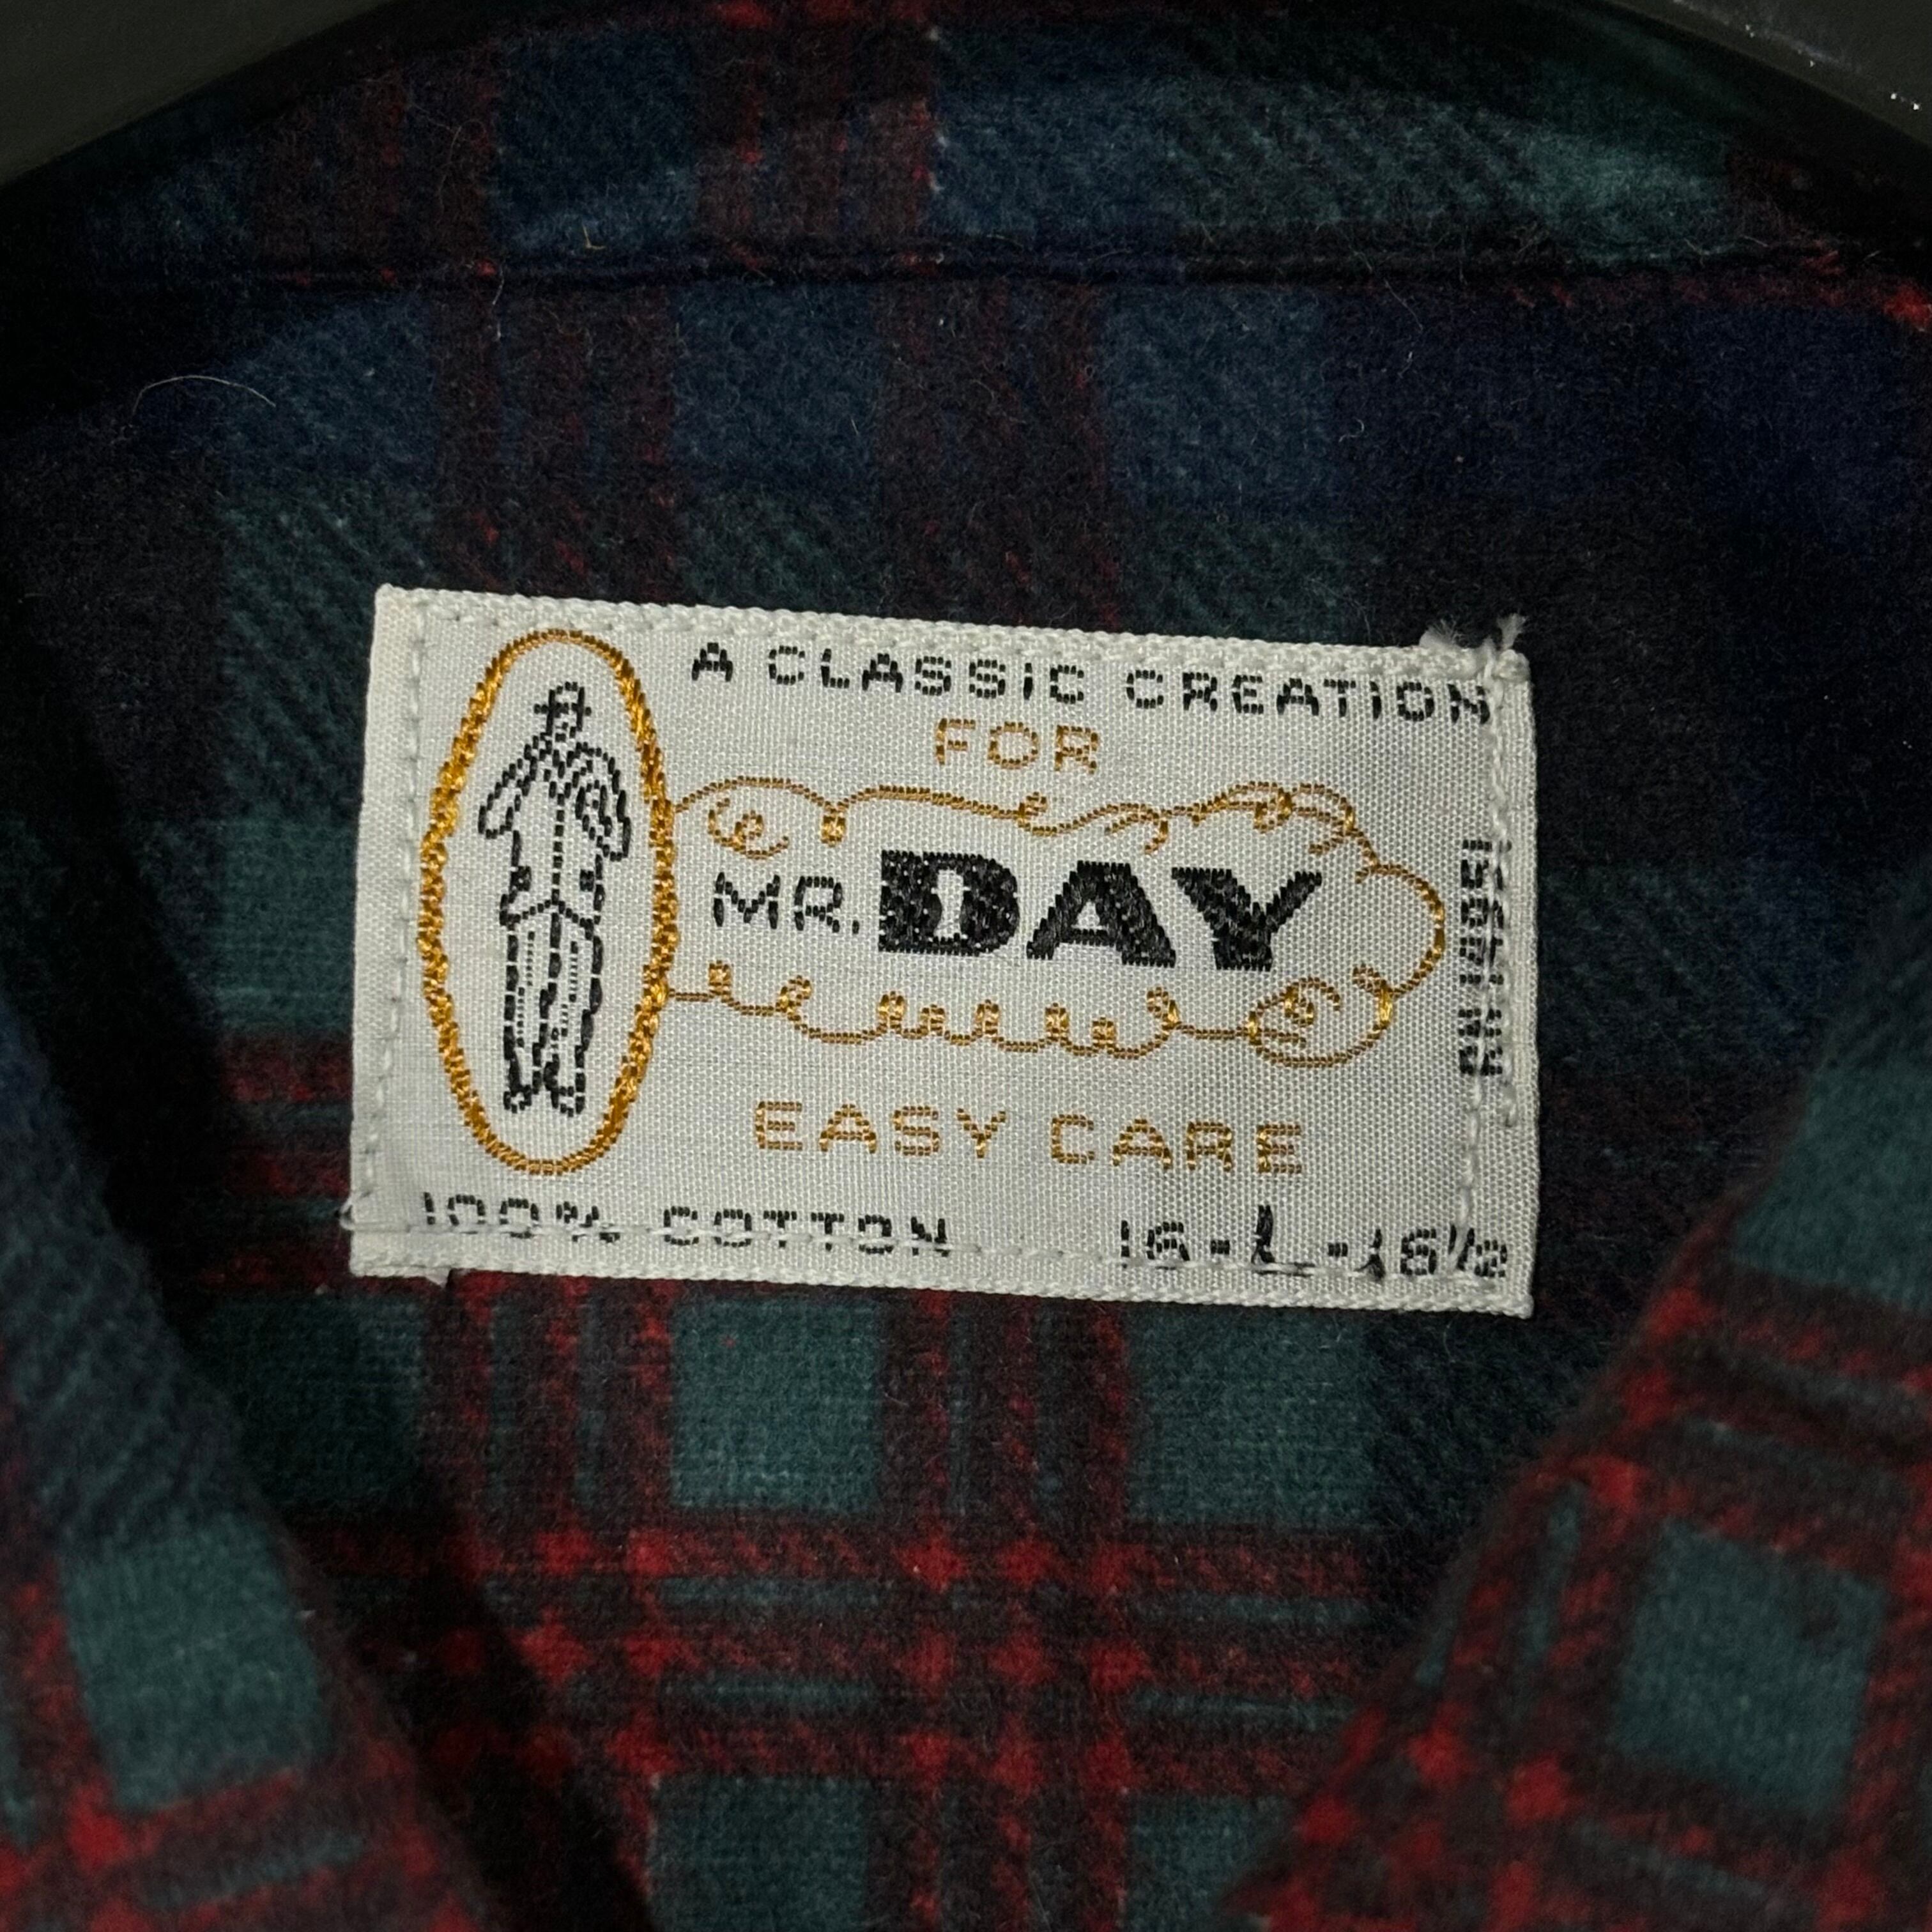 A CLASSIC CREATION
FOR
MR. DAY
EASY CARE
100% COTTON 16-L-16½